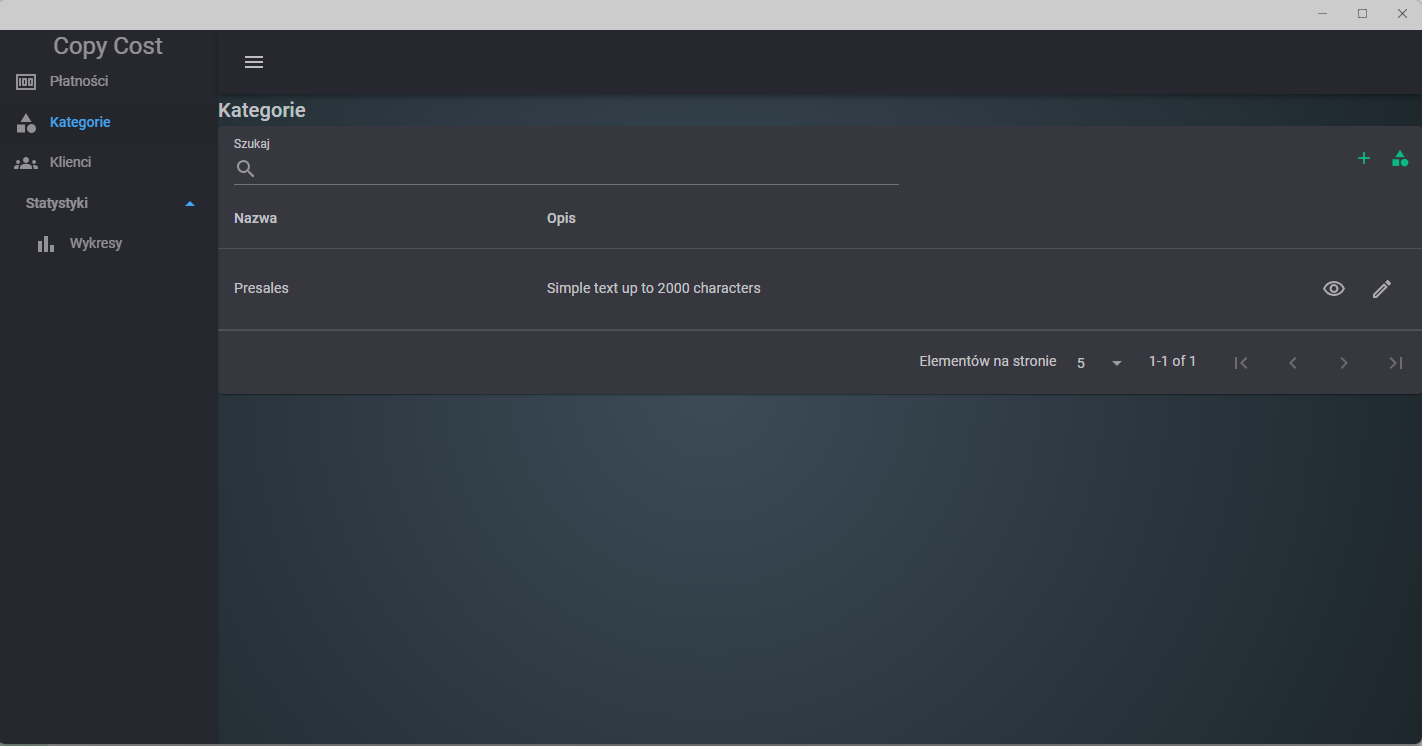 Copy Cost
Płatności
Kategorie
Klienci
Statystyki
Wykresy
Kategorie
Szukaj
Nazwa Opis
Presales Simple text up to 2000 characters
Elementów na stronie 5 1-1 of 1